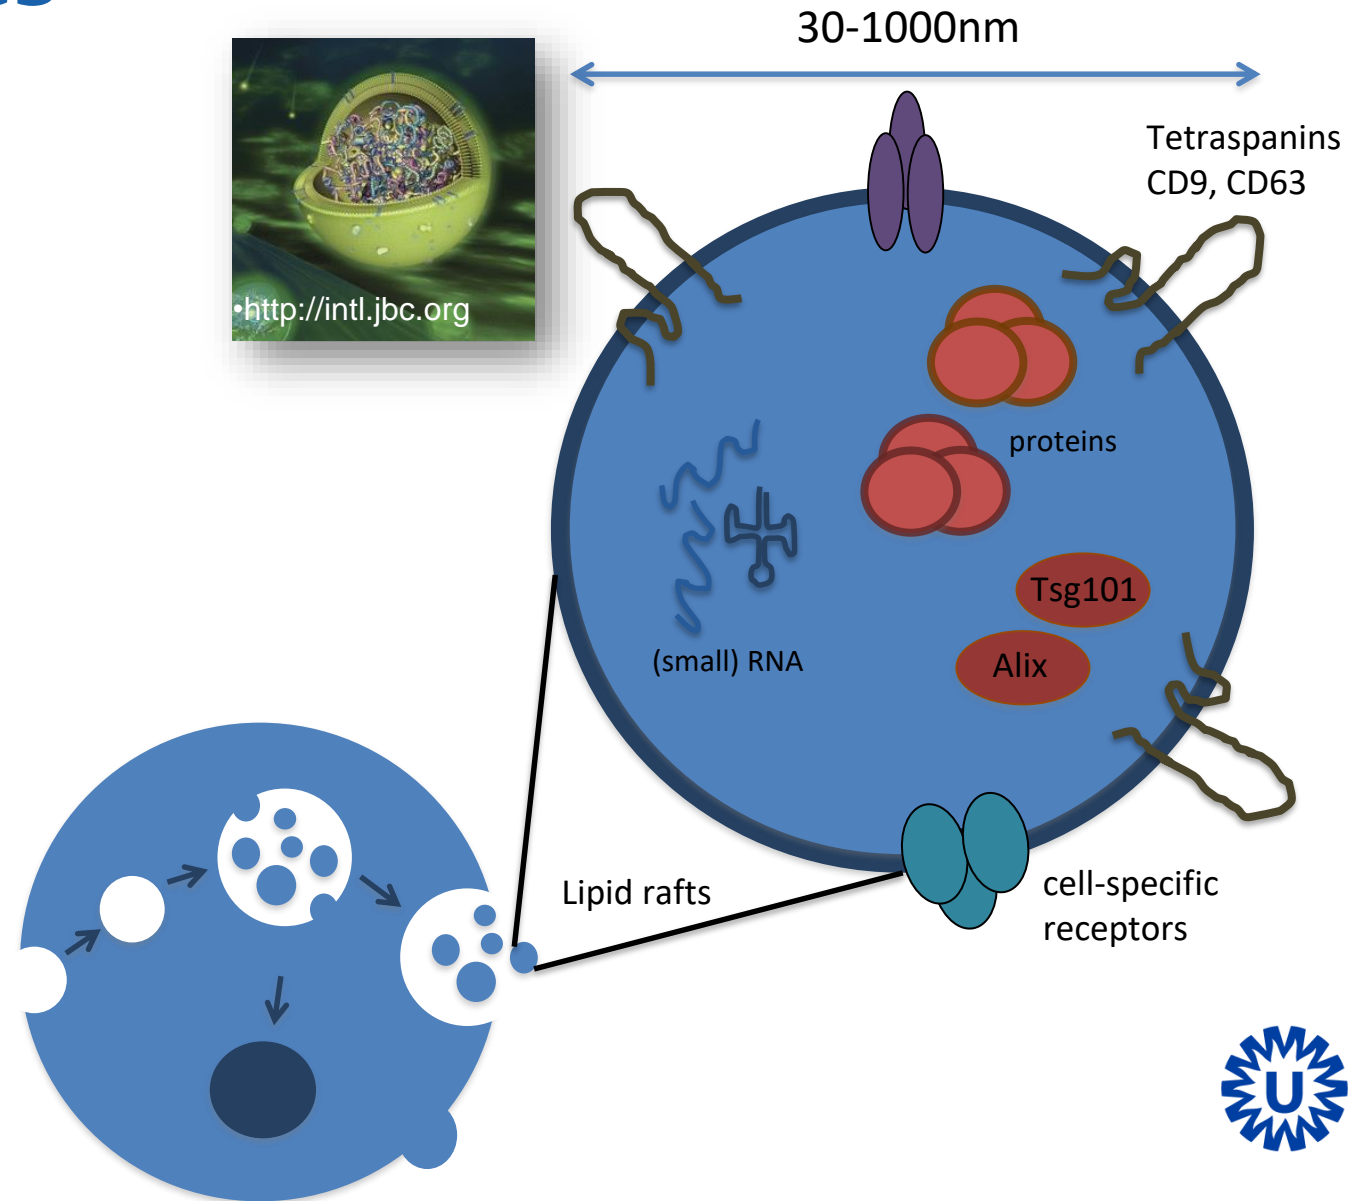 30-1000nm
Tetraspanins
CD9, CD63
•http://intl.jbc.org
proteins
Tsg101
(small) RNA
Alix
Lipid rafts
cell-specific
receptors
U